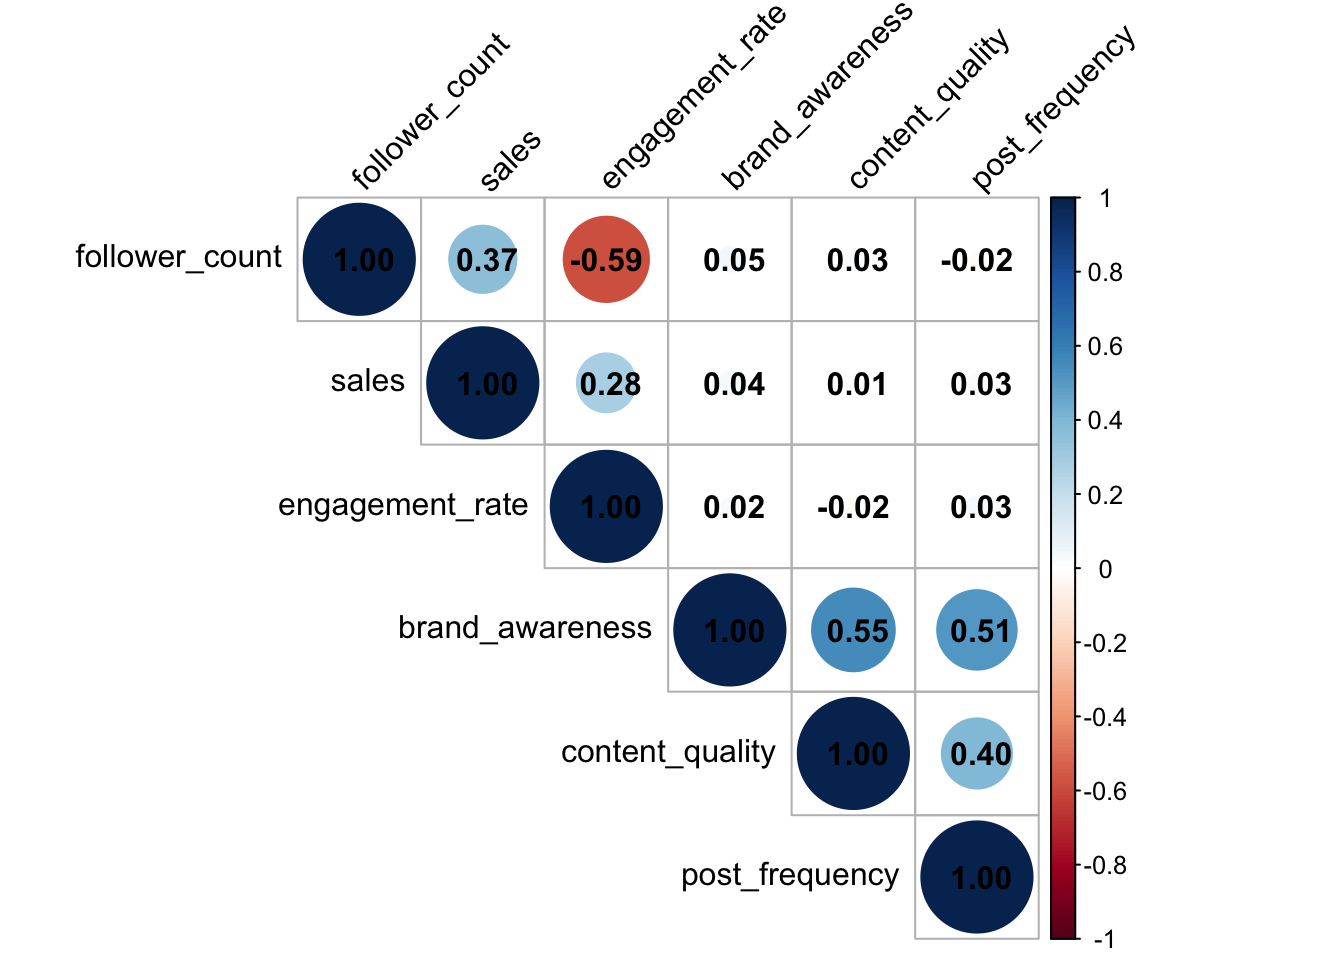 follower_count
sales
engagement_rate
brand_awareness
content_quality
post_frequency
follower_count 1.00 0.37 -0.59 0.05 0.03 -0.02
sales 1.00 0.28 0.04 0.01 0.03
engagement_rate 1.00 0.02 -0.02 0.03
brand_awareness 1.00 0.55 0.51
content_quality 1.00 0.40
post_frequency 1.00
1
0.8
0.6
0.4
0.2
0
-0.2
-0.4
-0.6
-0.8
-1